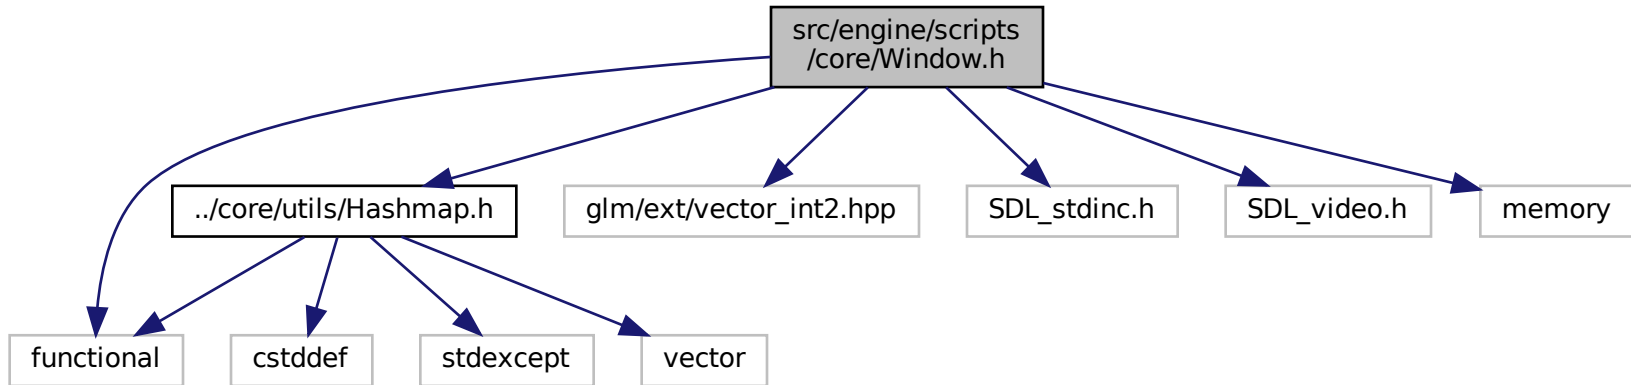 src/engine/scripts
/core/Window.h
../core/utils/Hashmap.h
glm/ext/vector_int2.hpp
SDL_stdinc.h
SDL_video.h
memory
functional
cstddef
stdexcept
vector